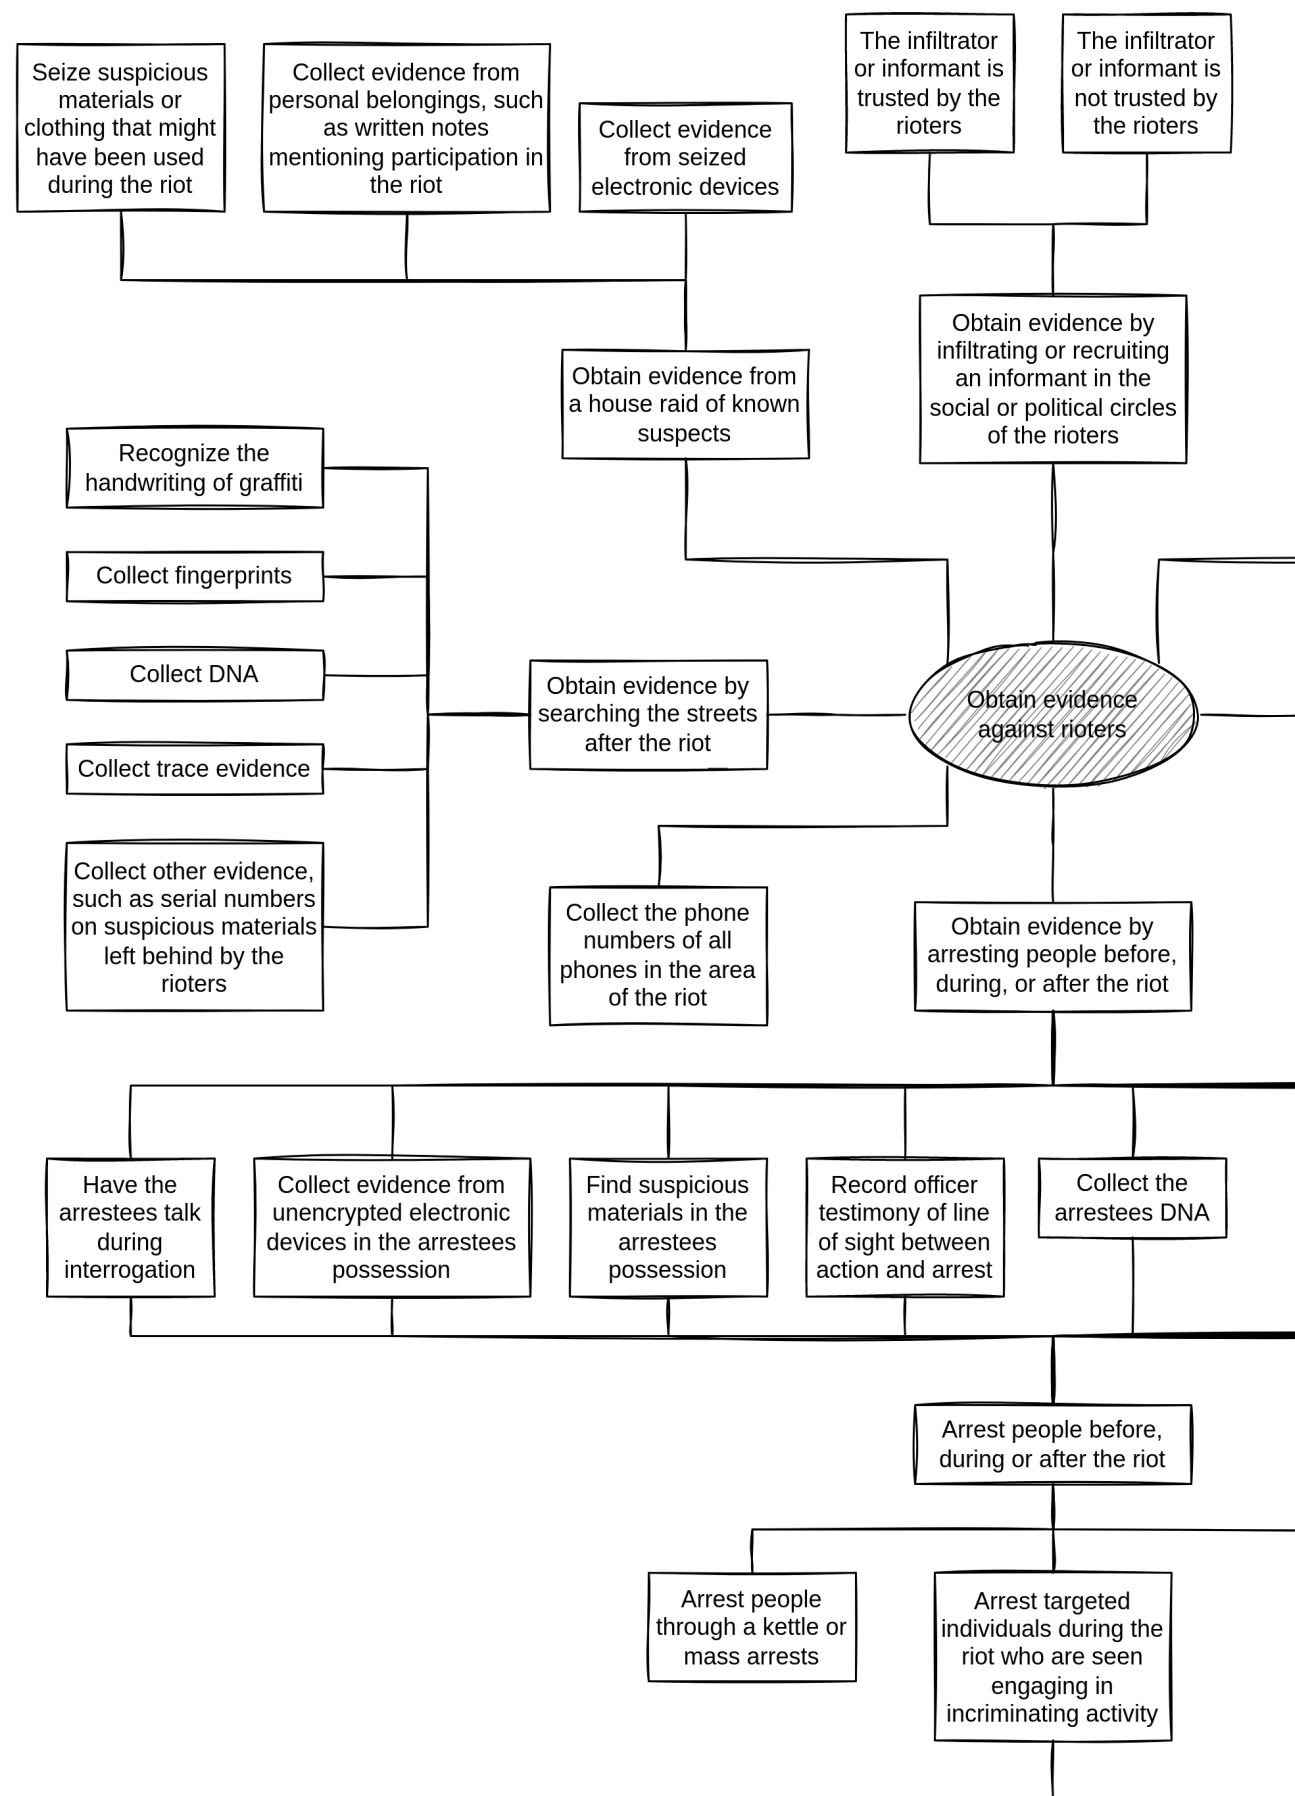 The infiltrator
or informant is
trusted by the
rioters
The infiltrator
or informant is
not trusted by
the rioters
Seize suspicious
materials or
clothing that might
have been used
during the riot
Collect evidence from
personal belongings, such
as written notes
mentioning participation in
the riot
Collect evidence
from seized
electronic devices
Obtain evidence by
infiltrating or recruiting
an informant in the
social or political circles
of the rioters
Obtain evidence from
a house raid of known
suspects
Recognize the
handwriting of graffiti
Collect fingerprints
Collect DNA
Collect trace evidence
Collect other evidence,
such as serial numbers
on suspicious materials
left behind by the
rioters
Obtain evidence by
searching the streets
after the riot
Obtain evidence
against rioters
Collect the phone
numbers of all
phones in the area
of the riot
Obtain evidence by
arresting people before,
during, or after the riot
Have the
arrestees talk
during
interrogation
Collect evidence from
unencrypted electronic
devices in the arrestees
possession
Find suspicious
materials in the
arrestees
possession
Record officer
testimony of line
of sight between
action and arrest
Collect the
arrestees DNA
Arrest people before,
during or after the riot
Arrest people
through a kettle or
mass arrests
Arrest targeted
individuals during the
riot who are seen
engaging in
incriminating activity